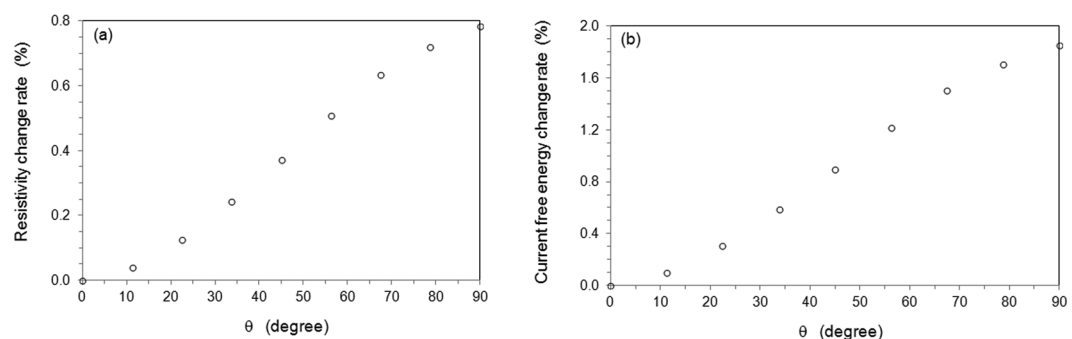 (a)
Resistivity change rate (%)
0.8
0.6
0.4
0.2
0.0
0 10 20 30 40 50 60 70 80 90
θ (degree)
(b)
Current free energy change rate (%)
2.0
1.6
1.2
0.8
0.4
0.0
0 10 20 30 40 50 60 70 80 90
θ (degree)